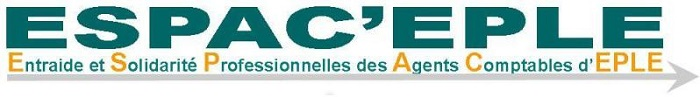 ESPAC'EPLE
Entraide et Solidarité Professionnelles des Agents Comptables d'EPLE